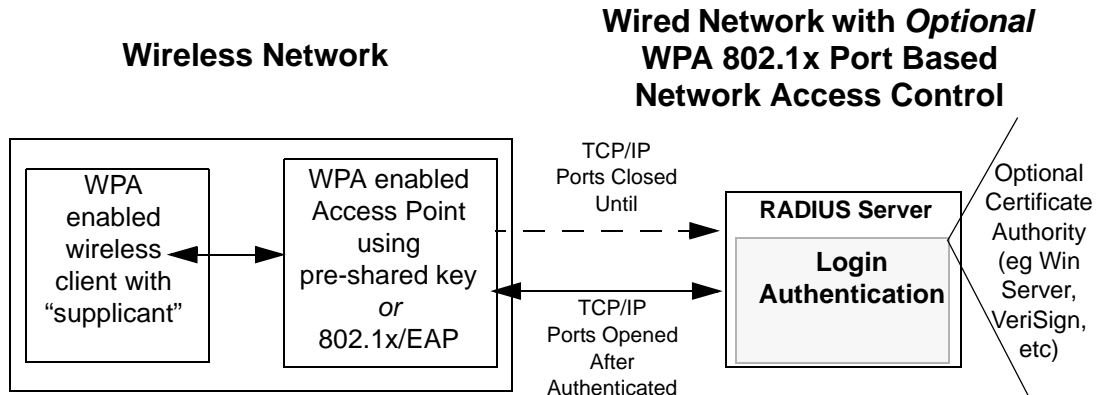 Wireless Network
Wired Network with Optional
WPA 802.1x Port Based
Network Access Control
WPA
enabled
wireless
client with
“supplicant”
WPA enabled
Access Point
using
pre-shared key
or
802.1x/EAP
TCP/IP
Ports Closed
Until
TCP/IP
Ports Opened
After
Authenticated
RADIUS Server
Login
Authentication
Optional
Certificate
Authority
(eg Win
Server,
VeriSign,
etc)